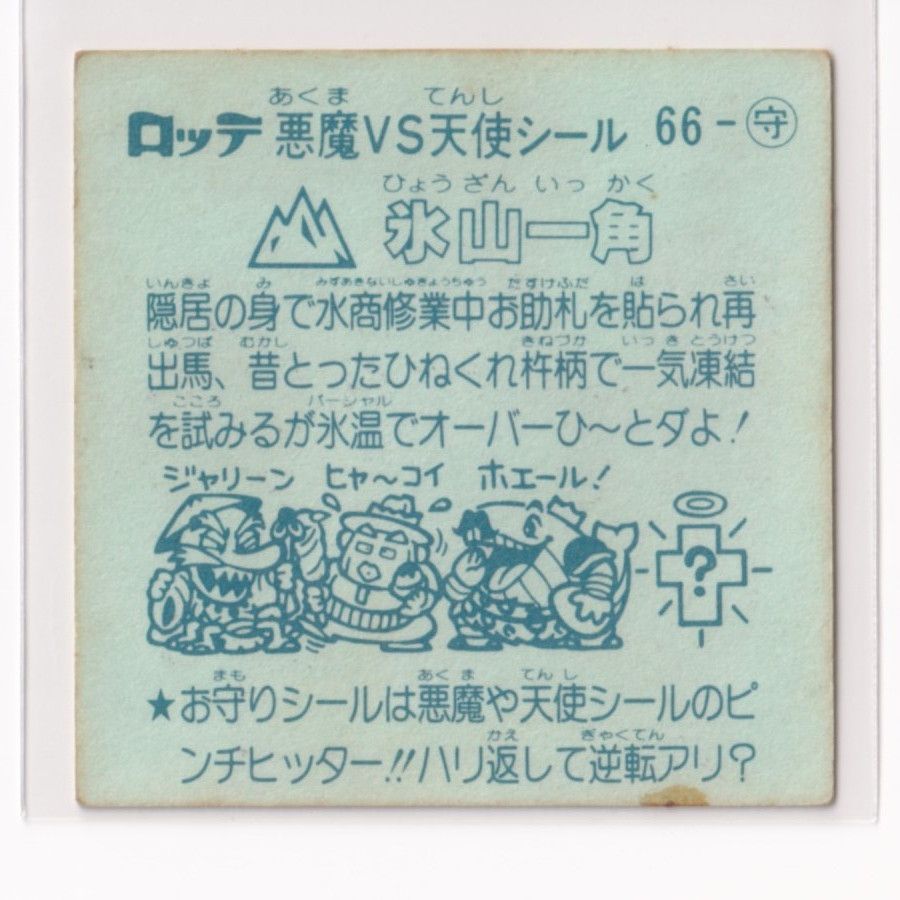 あくま てんし
ロッテ 悪魔VS天使シール 66-守
ひょうざん いっ かく
氷山一角
いんきょ み みずあきないしゅぎょうちゅう たすけふだ は さい
隠居の身で水商修業中お助札を貼られ再
しゅつば むかし きねづか いっき とうけつ
出馬、昔とったひねくれ杵柄で一気凍結
こころ パーシャル
を試みるが氷温でオーバーひ〜とダよ!
ジャリーン ヒャ〜コイ ホエール!
?
まも あくま てんし
★お守りシールは悪魔や天使シールのピ
かえ ぎゃくてん
ンチヒッター!!ハリ返して逆転アリ?